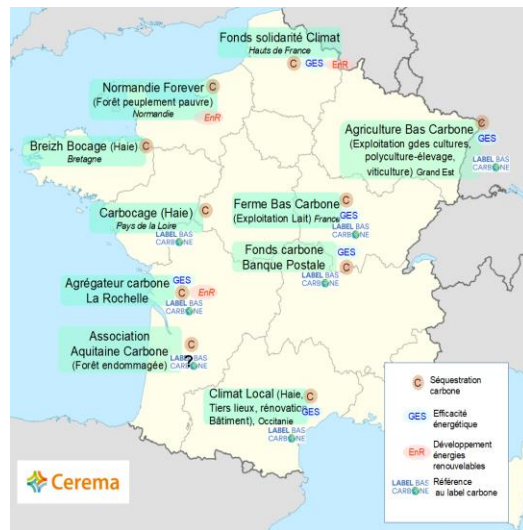 Fonds solidarité Climat
Hauts de France
C GES EnR
Normandie Forever
(Forêt peuplement pauvre)
Normandie
C
EnR
Breizh Bocage (Haie)
Bretagne
C
Agriculture Bas Carbone
(Exploitation gdes cultures,
polyculture-élevage,
viticulture) Grand Est
C
GES
LABEL BAS
CARBONE
Carbocage (Haie)
Pays de la Loire
C
LABEL BAS
CARBONE
Ferme Bas Carbone
(Exploitation Lait) France
C
GES
LABEL BAS
CARBONE
Fonds carbone
Banque Postale
GES
C
LABEL BAS
CARBONE
Agrégateur carbone
La Rochelle
GES
C EnR
LABEL BAS
CARBONE
Association
Aquitaine Carbone
(Forêt endommagée)
C
LABEL BAS
CARBONE
?
Climat Local (Haie,
Tiers lieux, rénovation
Bâtiment), Occitanie
C
GES
LABEL BAS
CARBONE
C Séquestration
carbone
GES Efficacité
énergétique
EnR Développement
énergies
renouvelables
LABEL BAS
CARBONE
Référence
au label carbone
Cerema